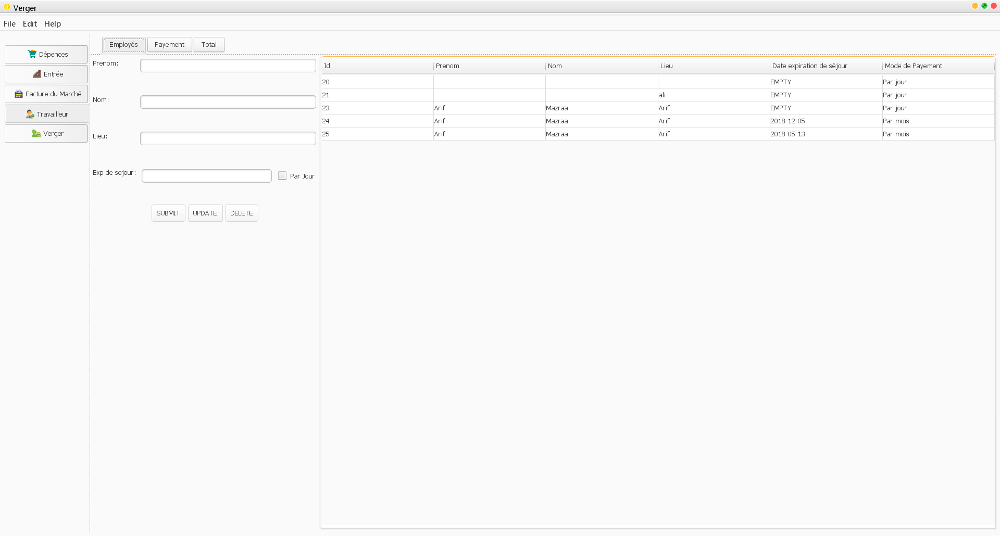 Verger
File Edit Help
Dépences
Entrée
Facture du Marché
Travailleur
Verger
Employés Payement Total
Prenom:
Nom:
Lieu:
Exp de sejour: Par Jour
SUBMIT UPDATE DELETE
Id Prenom Nom Lieu Date expiration de séjour Mode de Payement
20 EMPTY Par jour
21 ali EMPTY Par jour
23 Arif Mazraa Arif EMPTY Par jour
24 Arif Mazraa Arif 2018-12-05 Par mois
25 Arif Mazraa Arif 2018-05-13 Par mois